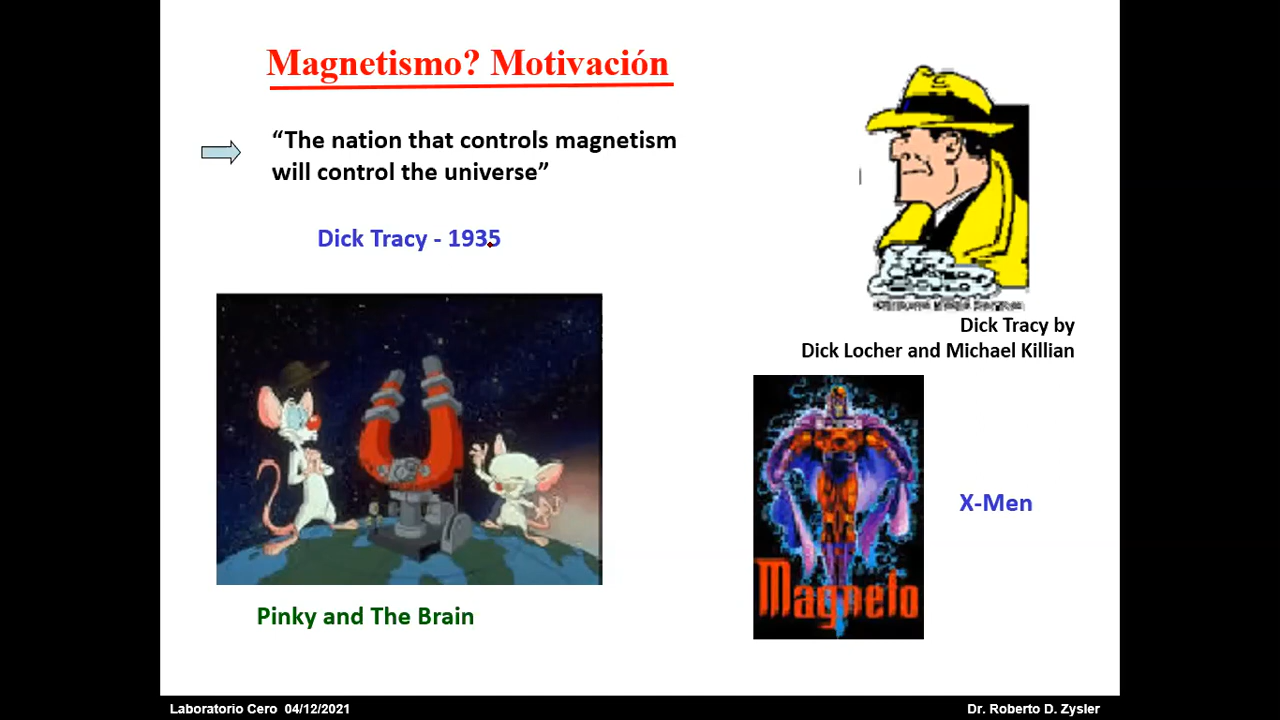 Magnetismo? Motivación
“The nation that controls magnetism
will control the universe”
Dick Tracy - 1935
Dick Tracy by
Dick Locher and Michael Killian
Magneto
X-Men
Pinky and The Brain
Laboratorio Cero 04/12/2021
Dr. Roberto D. Zysler